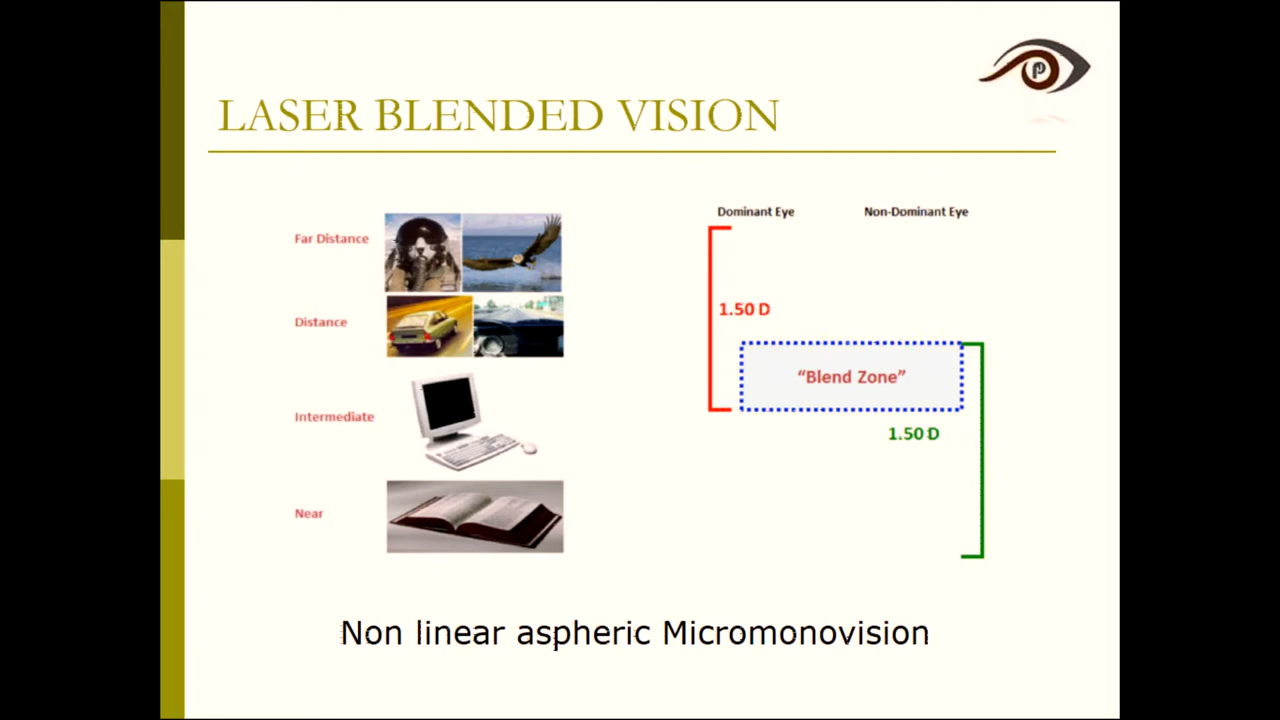 LASER BLENDED VISION
Dominant Eye Non-Dominant Eye
Far Distance
1.50 D
Distance
"Blend Zone"
Intermediate
1.50 D
Near
Non linear aspheric Micromonovision